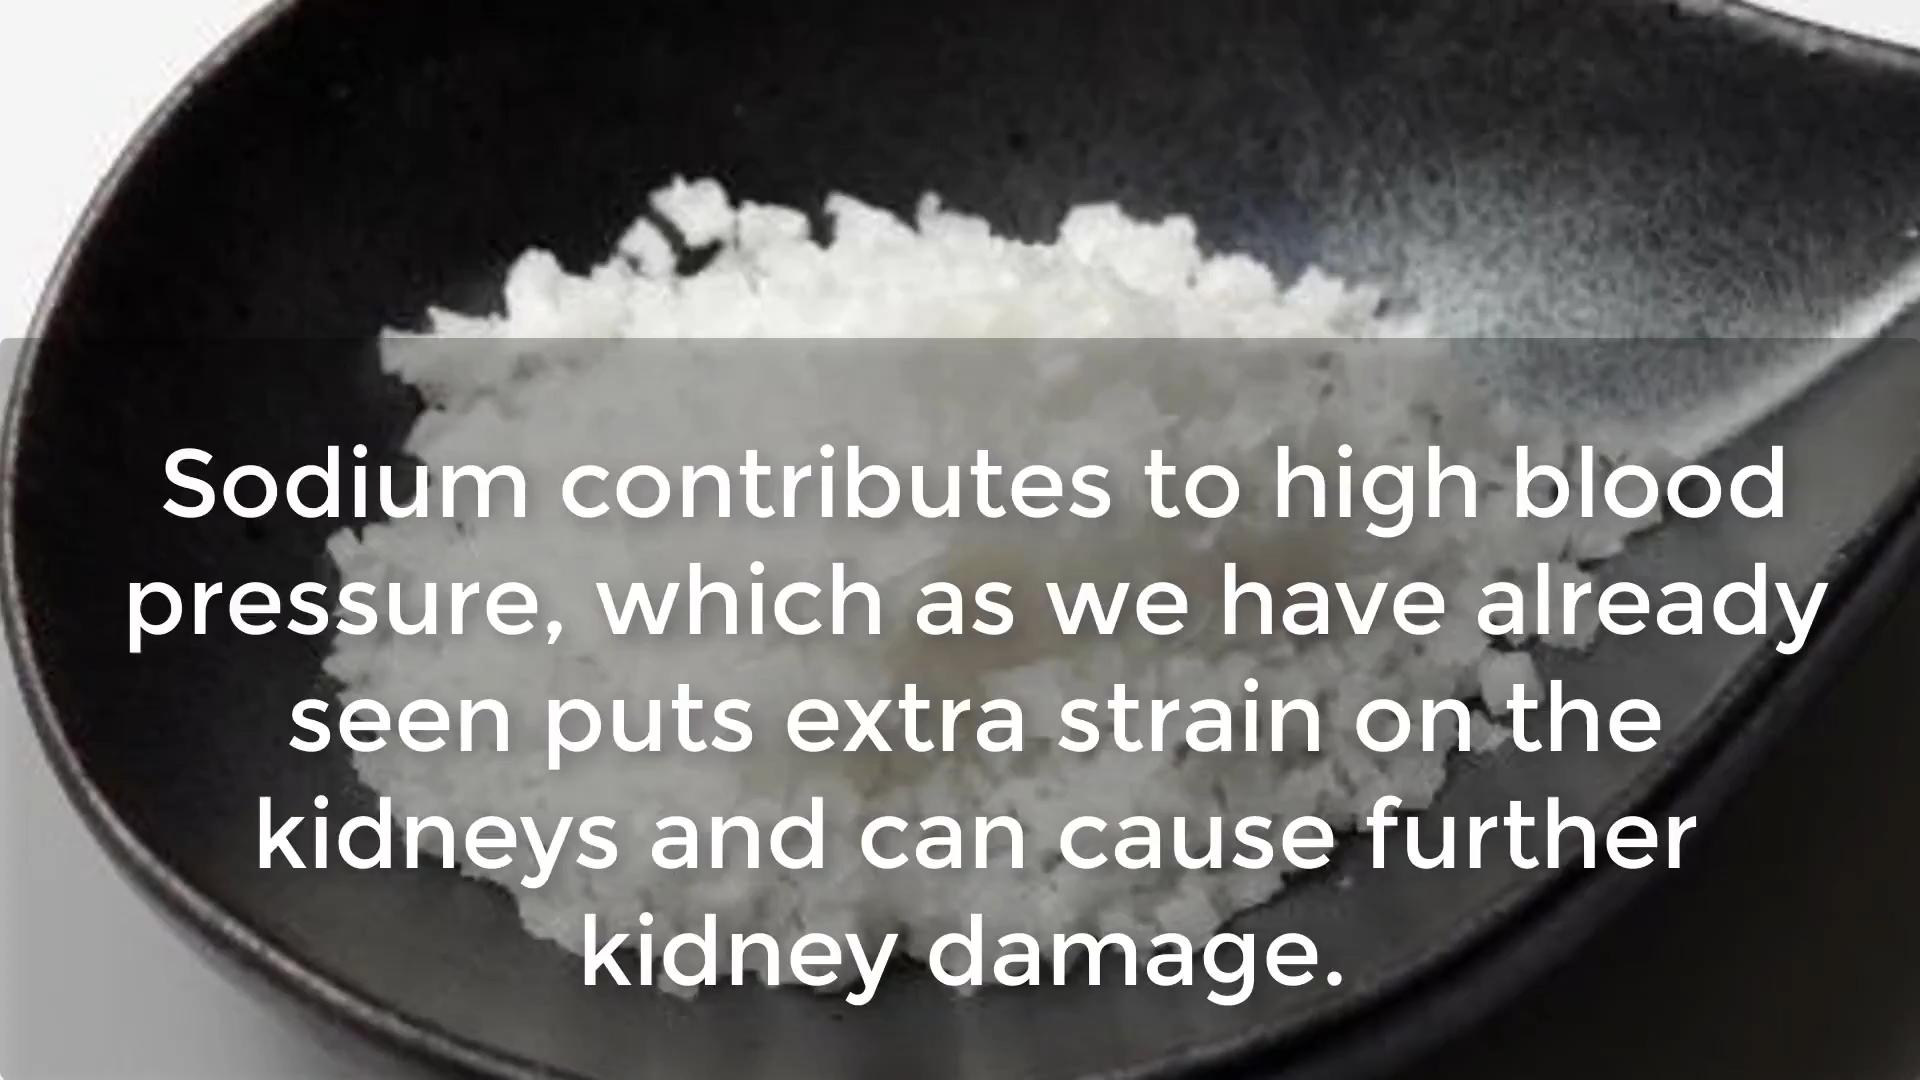 Sodium contributes to high blood
pressure, which as we have already
seen puts extra strain on the
kidneys and can cause further
kidney damage.